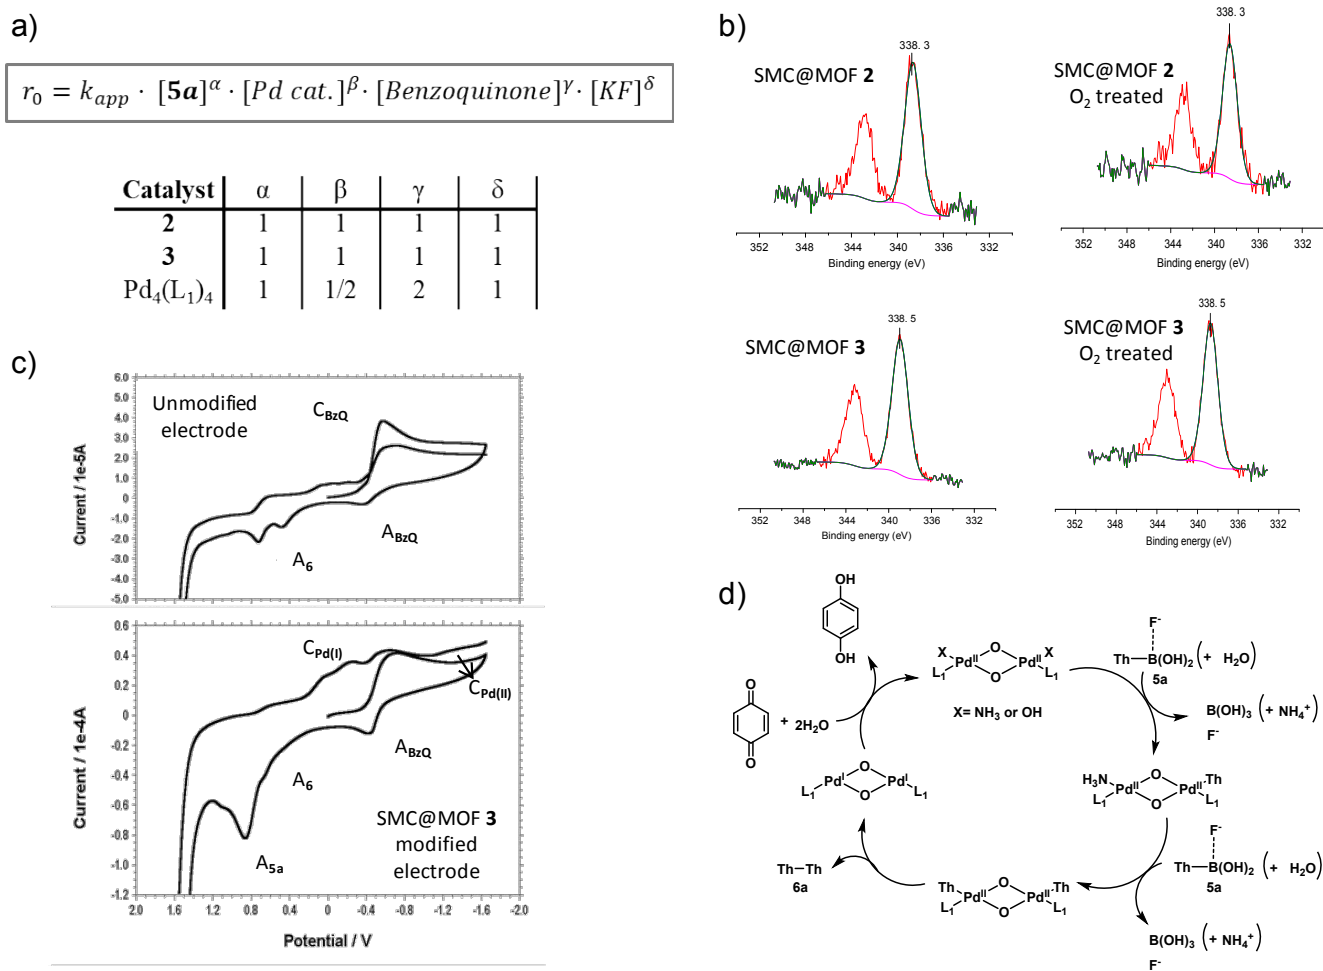 a)
r₀ = k_app · [5a]^α · [Pd cat.]^β · [Benzoquinone]^γ · [KF]^δ
Catalyst α β γ δ
2 1 1 1 1
3 1 1 1 1
Pd₄(L₁)₄ 1 1/2 2 1
b)
338. 3
SMC@MOF 2
352 348 344 340 336 332
Binding energy (eV)
338. 3
SMC@MOF 2
O₂ treated
352 348 344 340 336 332
Binding energy (eV)
338. 5
SMC@MOF 3
352 348 344 340 336 332
Binding energy (eV)
338. 5
SMC@MOF 3
O₂ treated
352 348 344 340 336 332
Binding energy (eV)
c)
Unmodified
electrode
C_BzQ
A_BzQ
A₆
Current / 1e-5A
6.0
5.0
4.0
3.0
2.0
1.0
0
-1.0
-2.0
-3.0
-4.0
-5.0
C_Pd(I)
C_Pd(II)
A_BzQ
A₆
A_5a
SMC@MOF 3
modified
electrode
Current / 1e-4A
0.6
0.4
0.2
0
-0.2
-0.4
-0.6
-0.8
-1.0
-1.2
2.0 1.6 1.2 0.8 0.4 0 -0.4 -0.8 -1.2 -1.6 -2.0
Potential / V
d)
OH
OH
O
O
+ 2H₂O
X O X
Pd^II Pd^II
L₁ O L₁
X= NH₃ or OH
F⁻
Th—B(OH)₂ (+ H₂O)
5a
B(OH)₃ (+ NH₄⁺)
F⁻
H₃N O Th
Pd^II Pd^II
L₁ O L₁
F⁻
Th—B(OH)₂ (+ H₂O)
5a
B(OH)₃ (+ NH₄⁺)
F⁻
Th O Th
Pd^II Pd^II
L₁ O L₁
Th—Th
6a
O
Pd^I Pd^I
L₁ O L₁